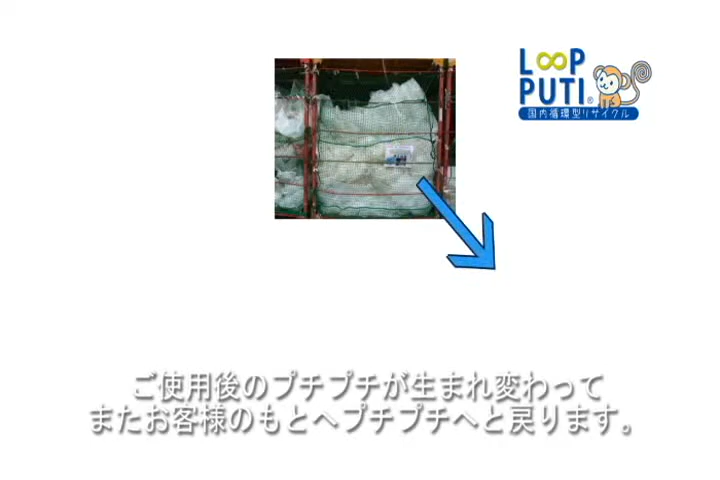 L∞P
PUTI®
国内循環型リサイクル
ご使用後のプチプチが生まれ変わって
またお客様のもとへプチプチへと戻ります。